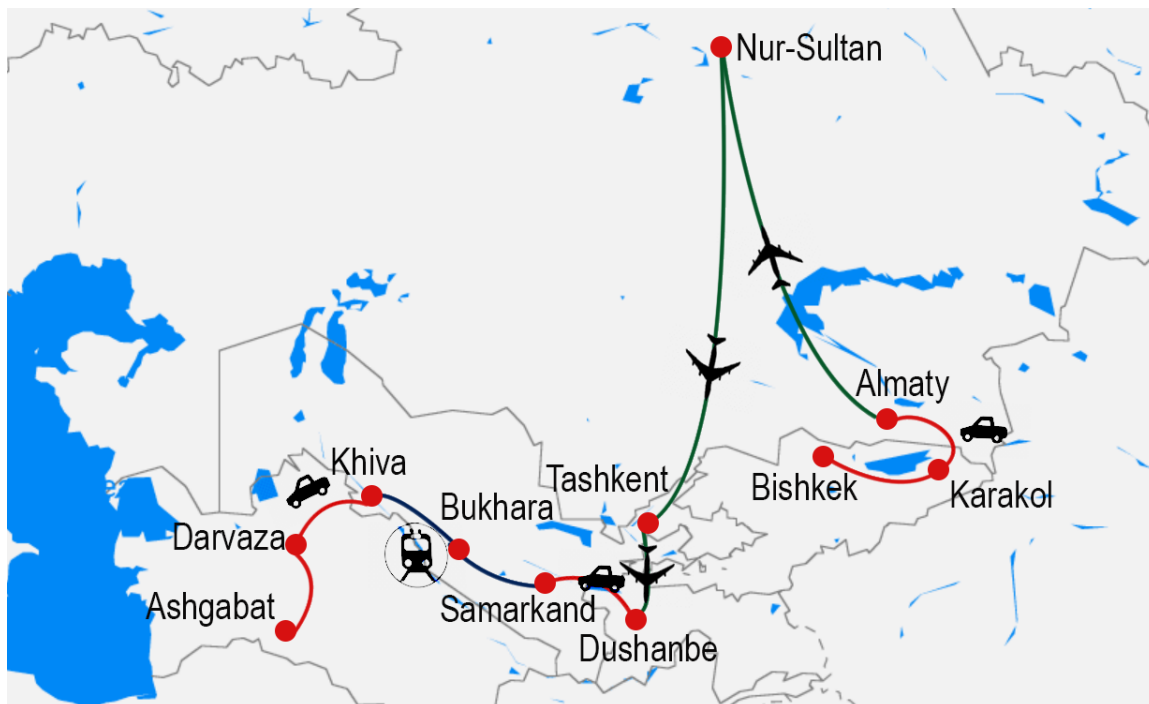 Nur-Sultan
Almaty
Khiva
Tashkent
Bishkek
Karakol
Bukhara
Darvaza
Ashgabat
Samarkand
Dushanbe